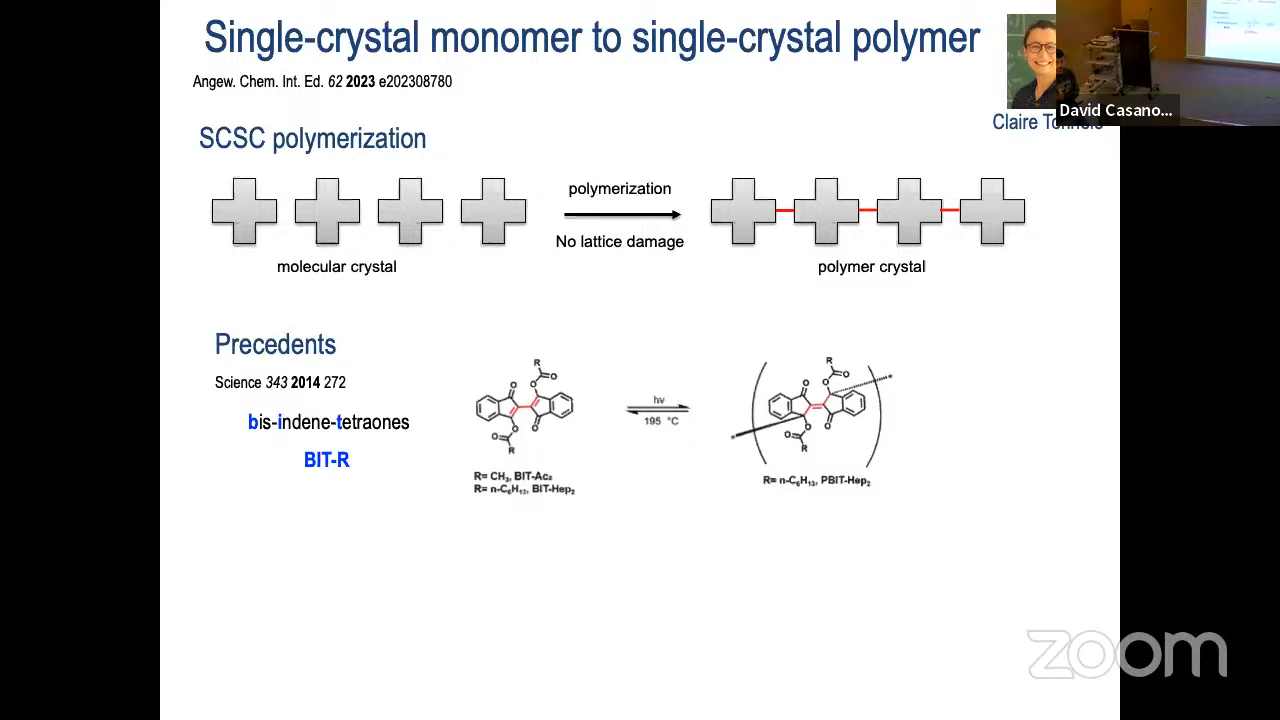 Single-crystal monomer to single-crystal polymer
Angew. Chem. Int. Ed. 62 2023 e202308780
David Casano...
Claire
SCSC polymerization
polymerization
No lattice damage
molecular crystal
polymer crystal
Precedents
Science 343 2014 272
bis-indene-tetraones
BIT-R
R
O
O
O
O
O
O
R
hν
195 °C
R
O
O
O
O
O
O
R
*
*
R= CH₃, BIT-Ac₂
R= n-C₆H₁₃, BIT-Hep₂
R= n-C₆H₁₃, PBIT-Hep₂
zoom